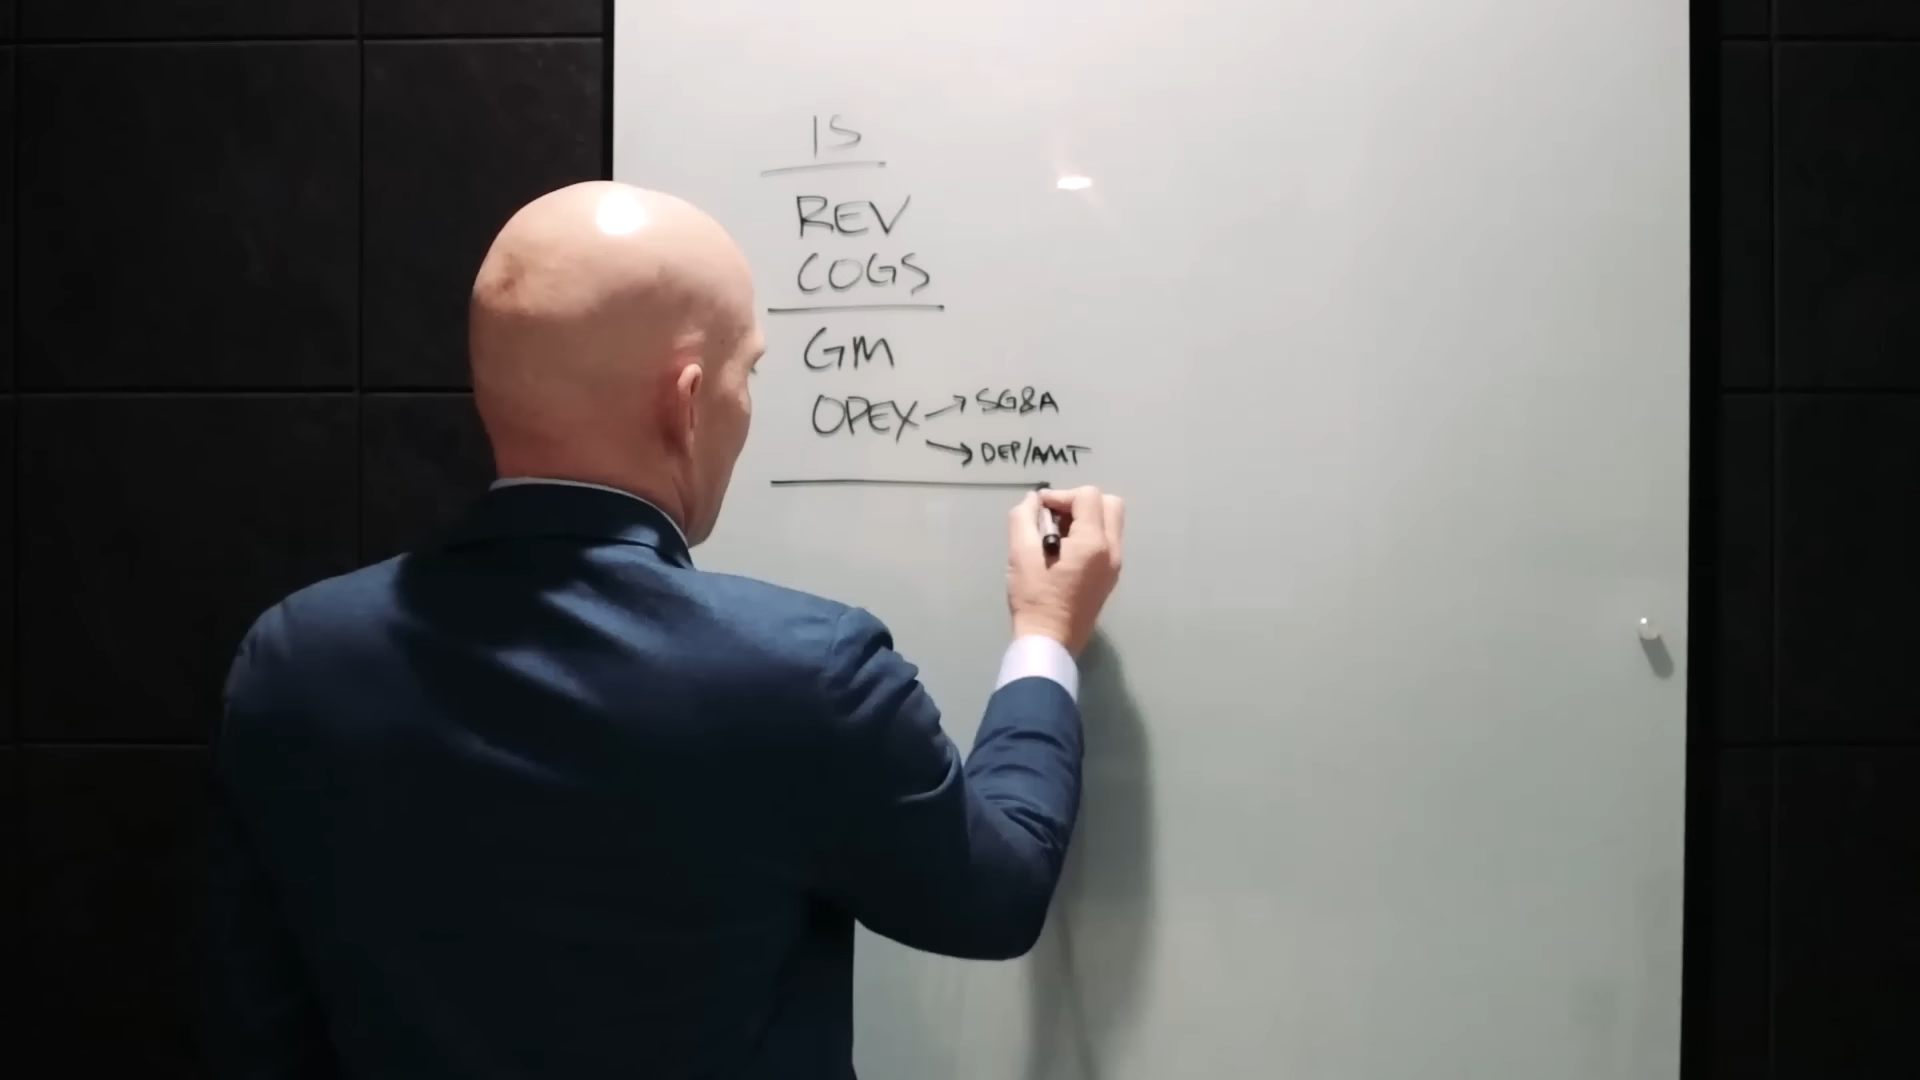 IS
REV
COGS
GM
OPEX → SG&A
→ DEP/AMT